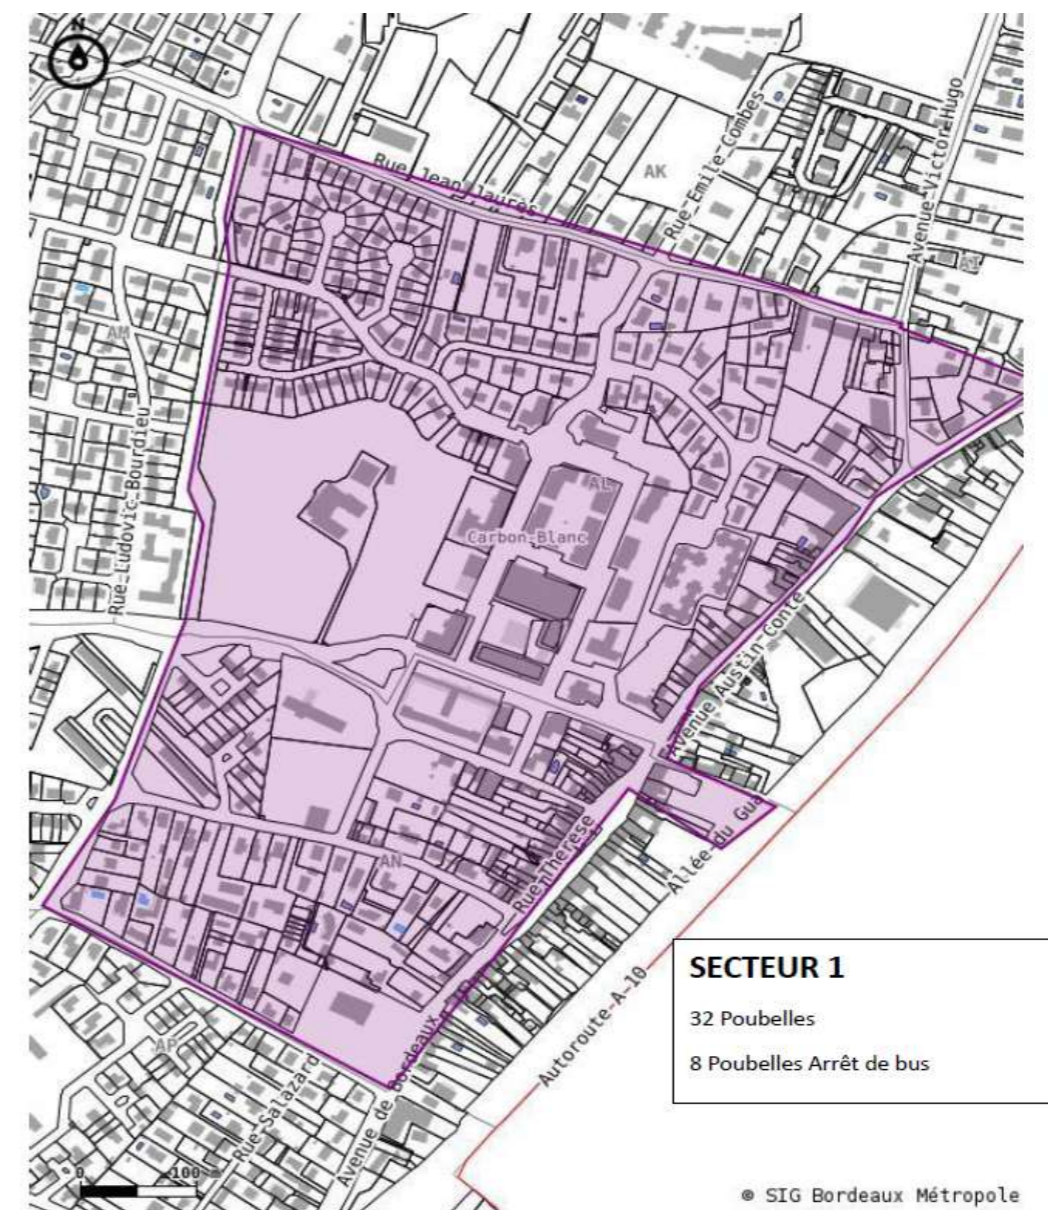 N
Rue-Emile-Combes
Avenue-Victor-Hugo
Rue-Jean-Jaurès
AK
AI
AM
Rue-Ludovic-Bourdieu
AL
Carbon-Blanc
Avenue Austin-Conte
Rue-Thérèse
Allée-du Gua
AN
SECTEUR 1
32 Poubelles
8 Poubelles Arrêt de bus
Autoroute-A-10
AP
Rue-Salazard
Avenue de Bordeaux
0 100 m
© SIG Bordeaux Métropole